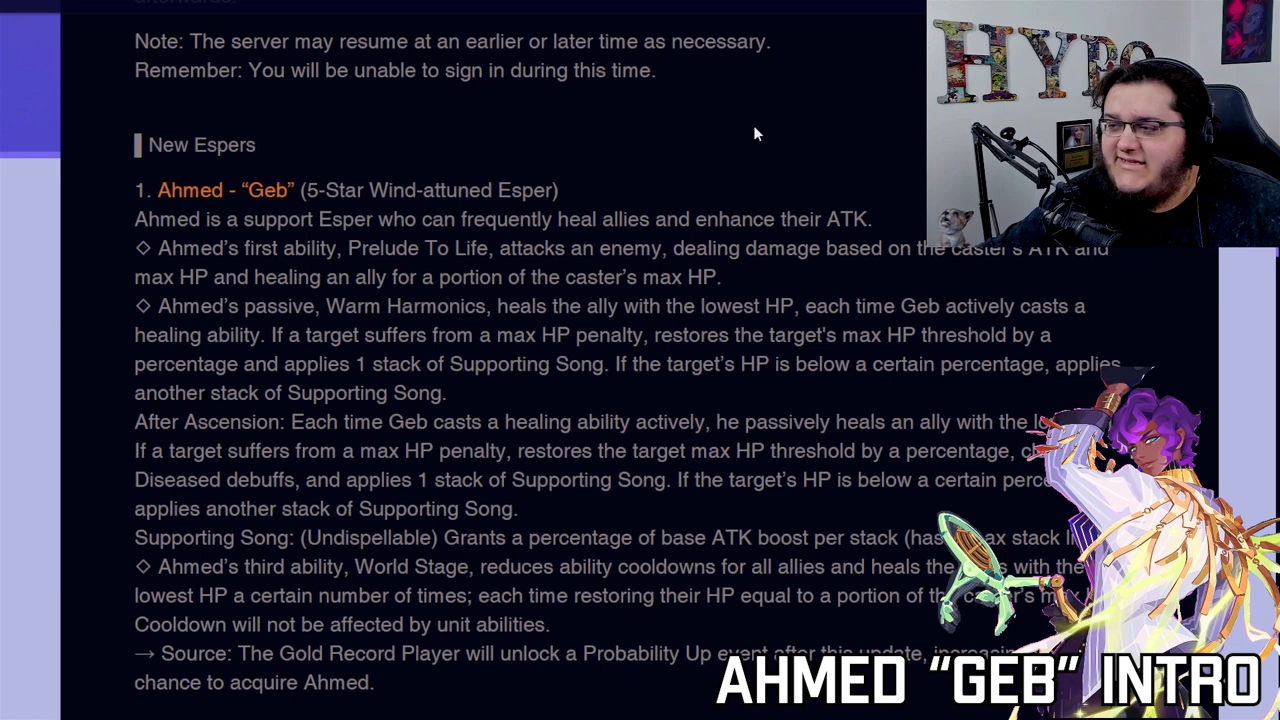 Note: The server may resume at an earlier or later time as necessary.
Remember: You will be unable to sign in during this time.
HYPO
New Espers
1. Ahmed - “Geb” (5-Star Wind-attuned Esper)
Ahmed is a support Esper who can frequently heal allies and enhance their ATK.
◇ Ahmed’s first ability, Prelude To Life, attacks an enemy, dealing damage based on the caster’s ATK and
max HP and healing an ally for a portion of the caster’s max HP.
◇ Ahmed’s passive, Warm Harmonics, heals the ally with the lowest HP, each time Geb actively casts a
healing ability. If a target suffers from a max HP penalty, restores the target's max HP threshold by a
percentage and applies 1 stack of Supporting Song. If the target’s HP is below a certain percentage, applies
another stack of Supporting Song.
After Ascension: Each time Geb casts a healing ability actively, he passively heals an ally with the
If a target suffers from a max HP penalty, restores the target max HP threshold by a percentage,
Diseased debuffs, and applies 1 stack of Supporting Song. If the target’s HP is below a certain
applies another stack of Supporting Song.
Supporting Song: (Undispellable) Grants a percentage of base ATK boost per stack (has max stack
◇ Ahmed’s third ability, World Stage, reduces ability cooldowns for all allies and heals the with the
lowest HP a certain number of times; each time restoring their HP equal to a portion of the caster’s
Cooldown will not be affected by unit abilities.
→ Source: The Gold Record Player will unlock a Probability Up event after this update,
chance to acquire Ahmed.
AHMED “GEB” INTRO